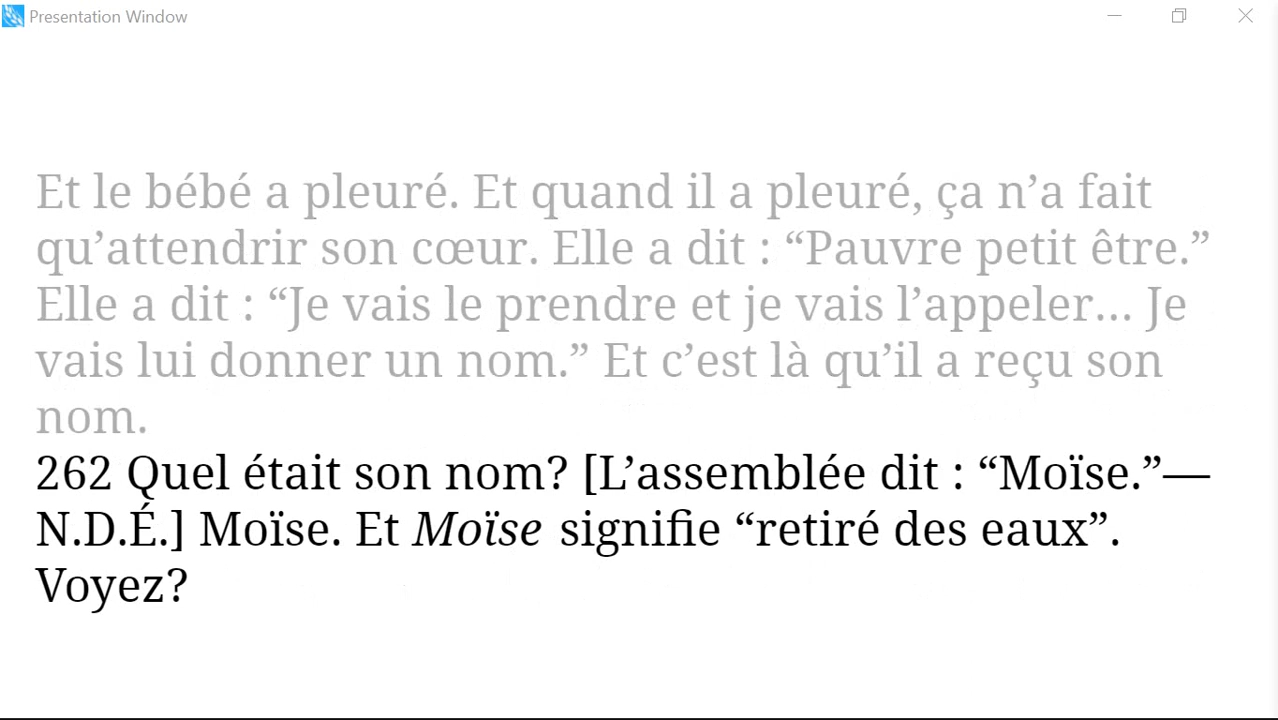 Presentation Window
Et le bébé a pleuré. Et quand il a pleuré, ça n’a fait
qu’attendrir son cœur. Elle a dit : “Pauvre petit être.”
Elle a dit : “Je vais le prendre et je vais l’appeler... Je
vais lui donner un nom.” Et c’est là qu’il a reçu son
nom.
262 Quel était son nom? [L’assemblée dit : “Moïse.”—
N.D.É.] Moïse. Et Moïse signifie “retiré des eaux”.
Voyez?